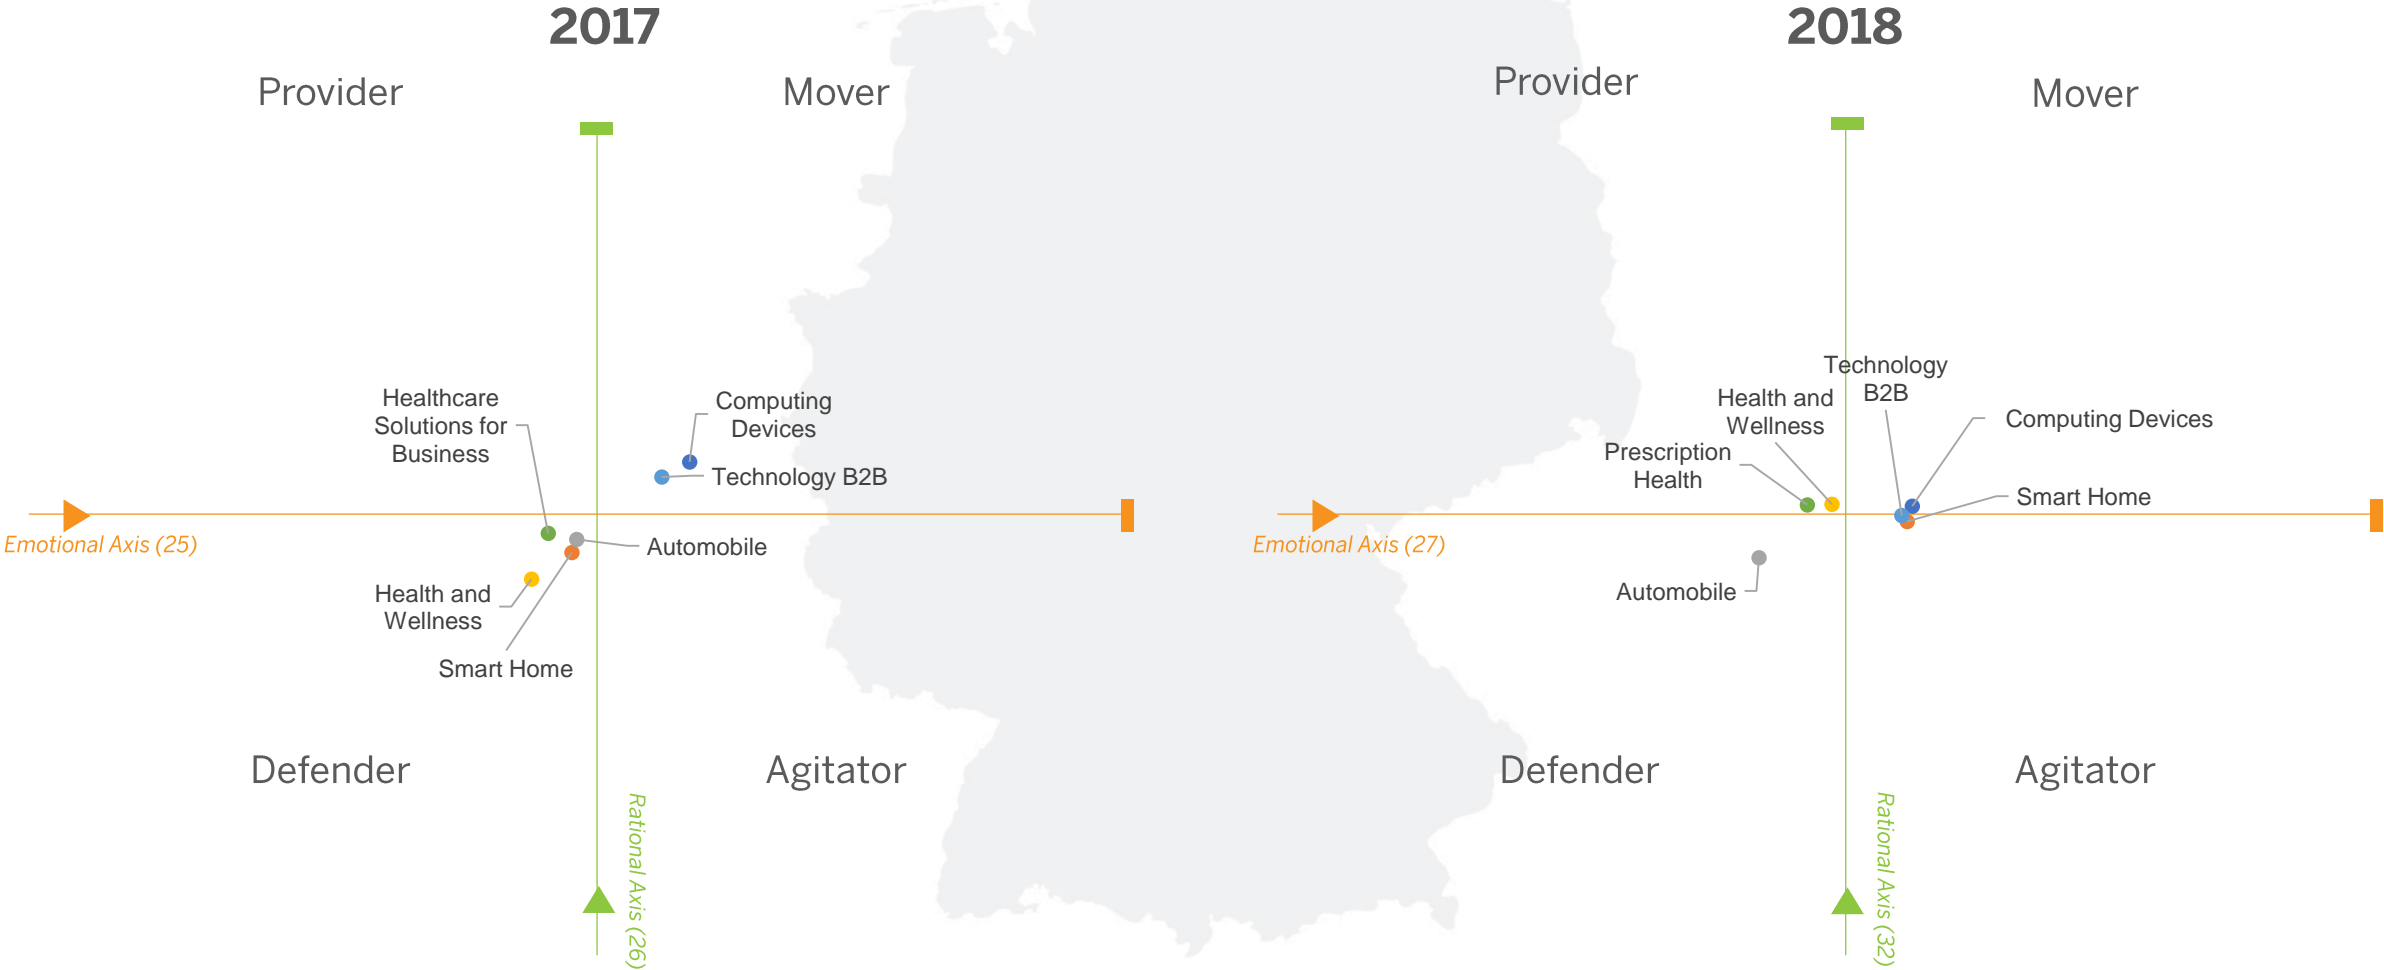 2017
Provider
Mover
Healthcare
Solutions for
Business
Computing
Devices
Technology B2B
Emotional Axis (25)
Automobile
Health and
Wellness
Smart Home
Defender
Agitator
Rational Axis (26)
2018
Provider
Mover
Technology
B2B
Health and
Wellness
Computing Devices
Prescription
Health
Smart Home
Emotional Axis (27)
Automobile
Defender
Agitator
Rational Axis (32)